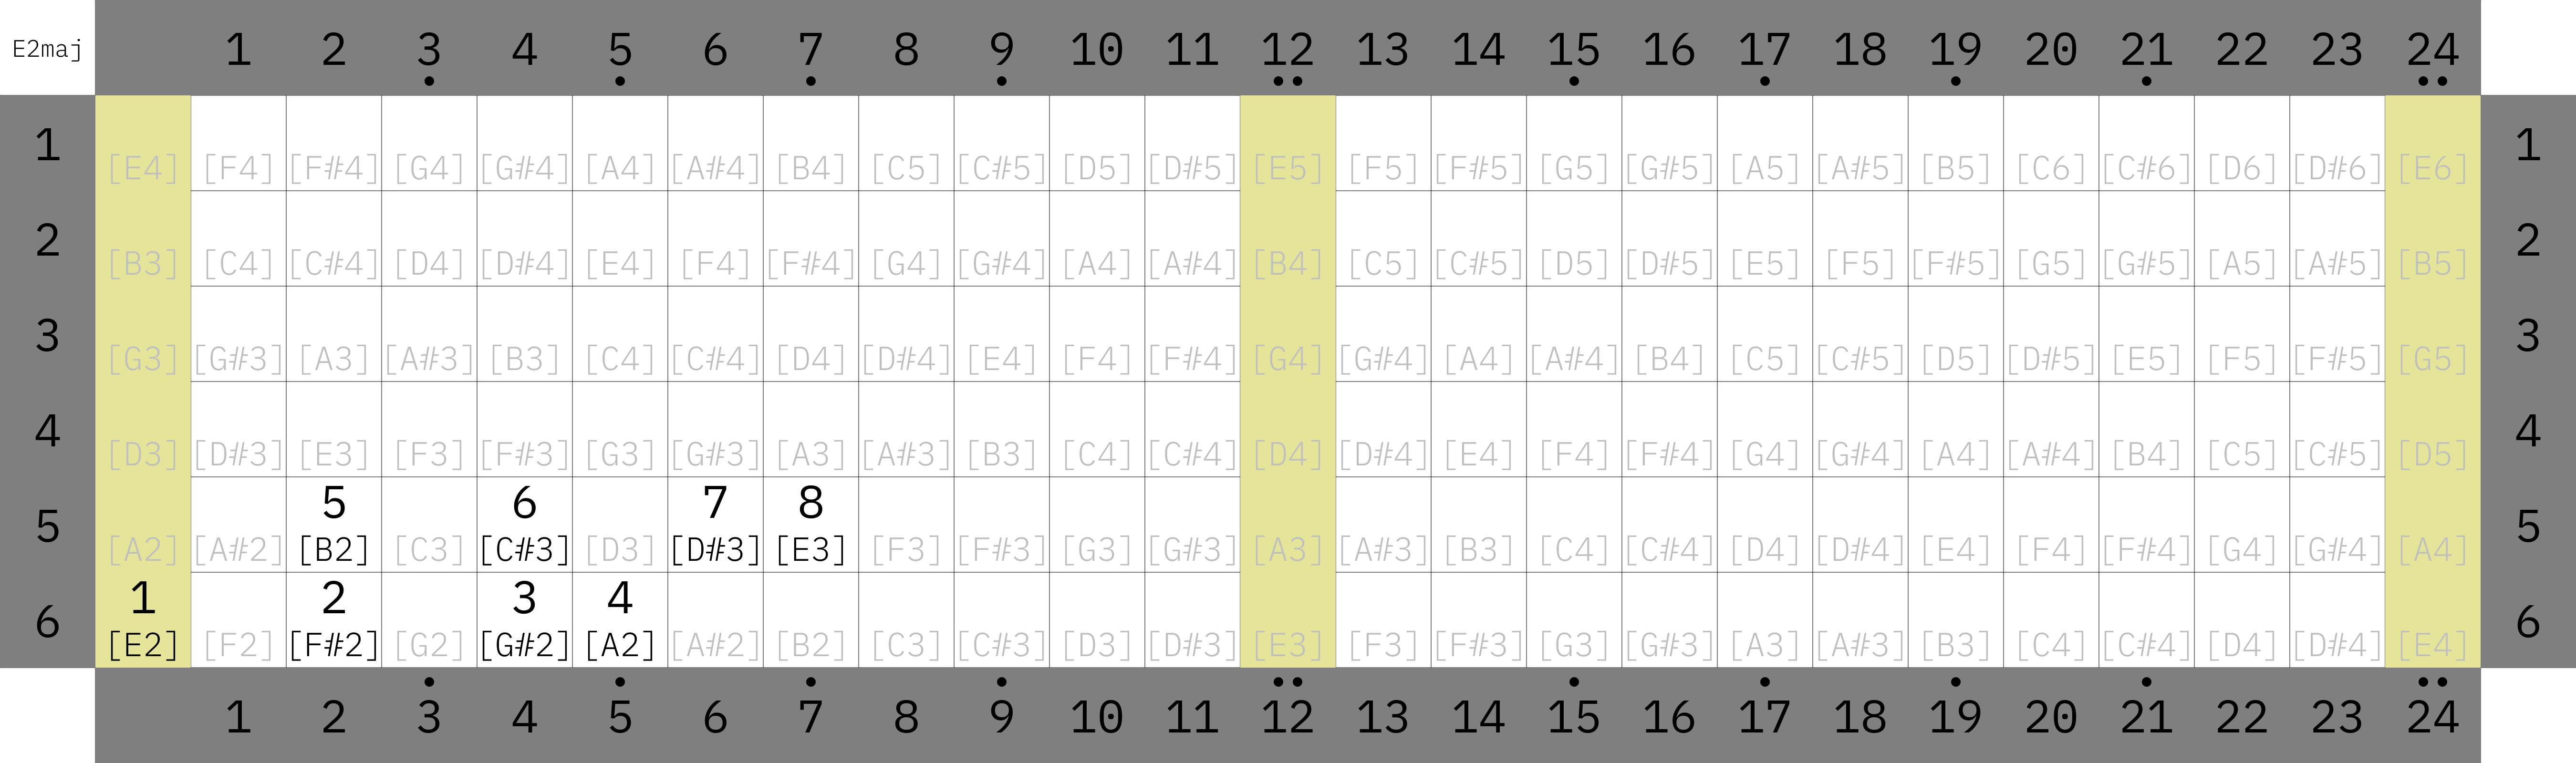 E2maj 1 2 3 4 5 6 7 8 9 10 11 12 13 14 15 16 17 18 19 20 21 22 23 24
1 [E4] [F4] [F#4] [G4] [G#4] [A4] [A#4] [B4] [C5] [C#5] [D5] [D#5] [E5] [F5] [F#5] [G5] [G#5] [A5] [A#5] [B5] [C6] [C#6] [D6] [D#6] [E6] 1
2 [B3] [C4] [C#4] [D4] [D#4] [E4] [F4] [F#4] [G4] [G#4] [A4] [A#4] [B4] [C5] [C#5] [D5] [D#5] [E5] [F5] [F#5] [G5] [G#5] [A5] [A#5] [B5] 2
3 [G3] [G#3] [A3] [A#3] [B3] [C4] [C#4] [D4] [D#4] [E4] [F4] [F#4] [G4] [G#4] [A4] [A#4] [B4] [C5] [C#5] [D5] [D#5] [E5] [F5] [F#5] [G5] 3
4 [D3] [D#3] [E3] [F3] [F#3] [G3] [G#3] [A3] [A#3] [B3] [C4] [C#4] [D4] [D#4] [E4] [F4] [F#4] [G4] [G#4] [A4] [A#4] [B4] [C5] [C#5] [D5] 4
5 6 7 8
5 [A2] [A#2] [B2] [C3] [C#3] [D3] [D#3] [E3] [F3] [F#3] [G3] [G#3] [A3] [A#3] [B3] [C4] [C#4] [D4] [D#4] [E4] [F4] [F#4] [G4] [G#4] [A4] 5
1 2 3 4
6 [E2] [F2] [F#2] [G2] [G#2] [A2] [A#2] [B2] [C3] [C#3] [D3] [D#3] [E3] [F3] [F#3] [G3] [G#3] [A3] [A#3] [B3] [C4] [C#4] [D4] [D#4] [E4] 6
1 2 3 4 5 6 7 8 9 10 11 12 13 14 15 16 17 18 19 20 21 22 23 24